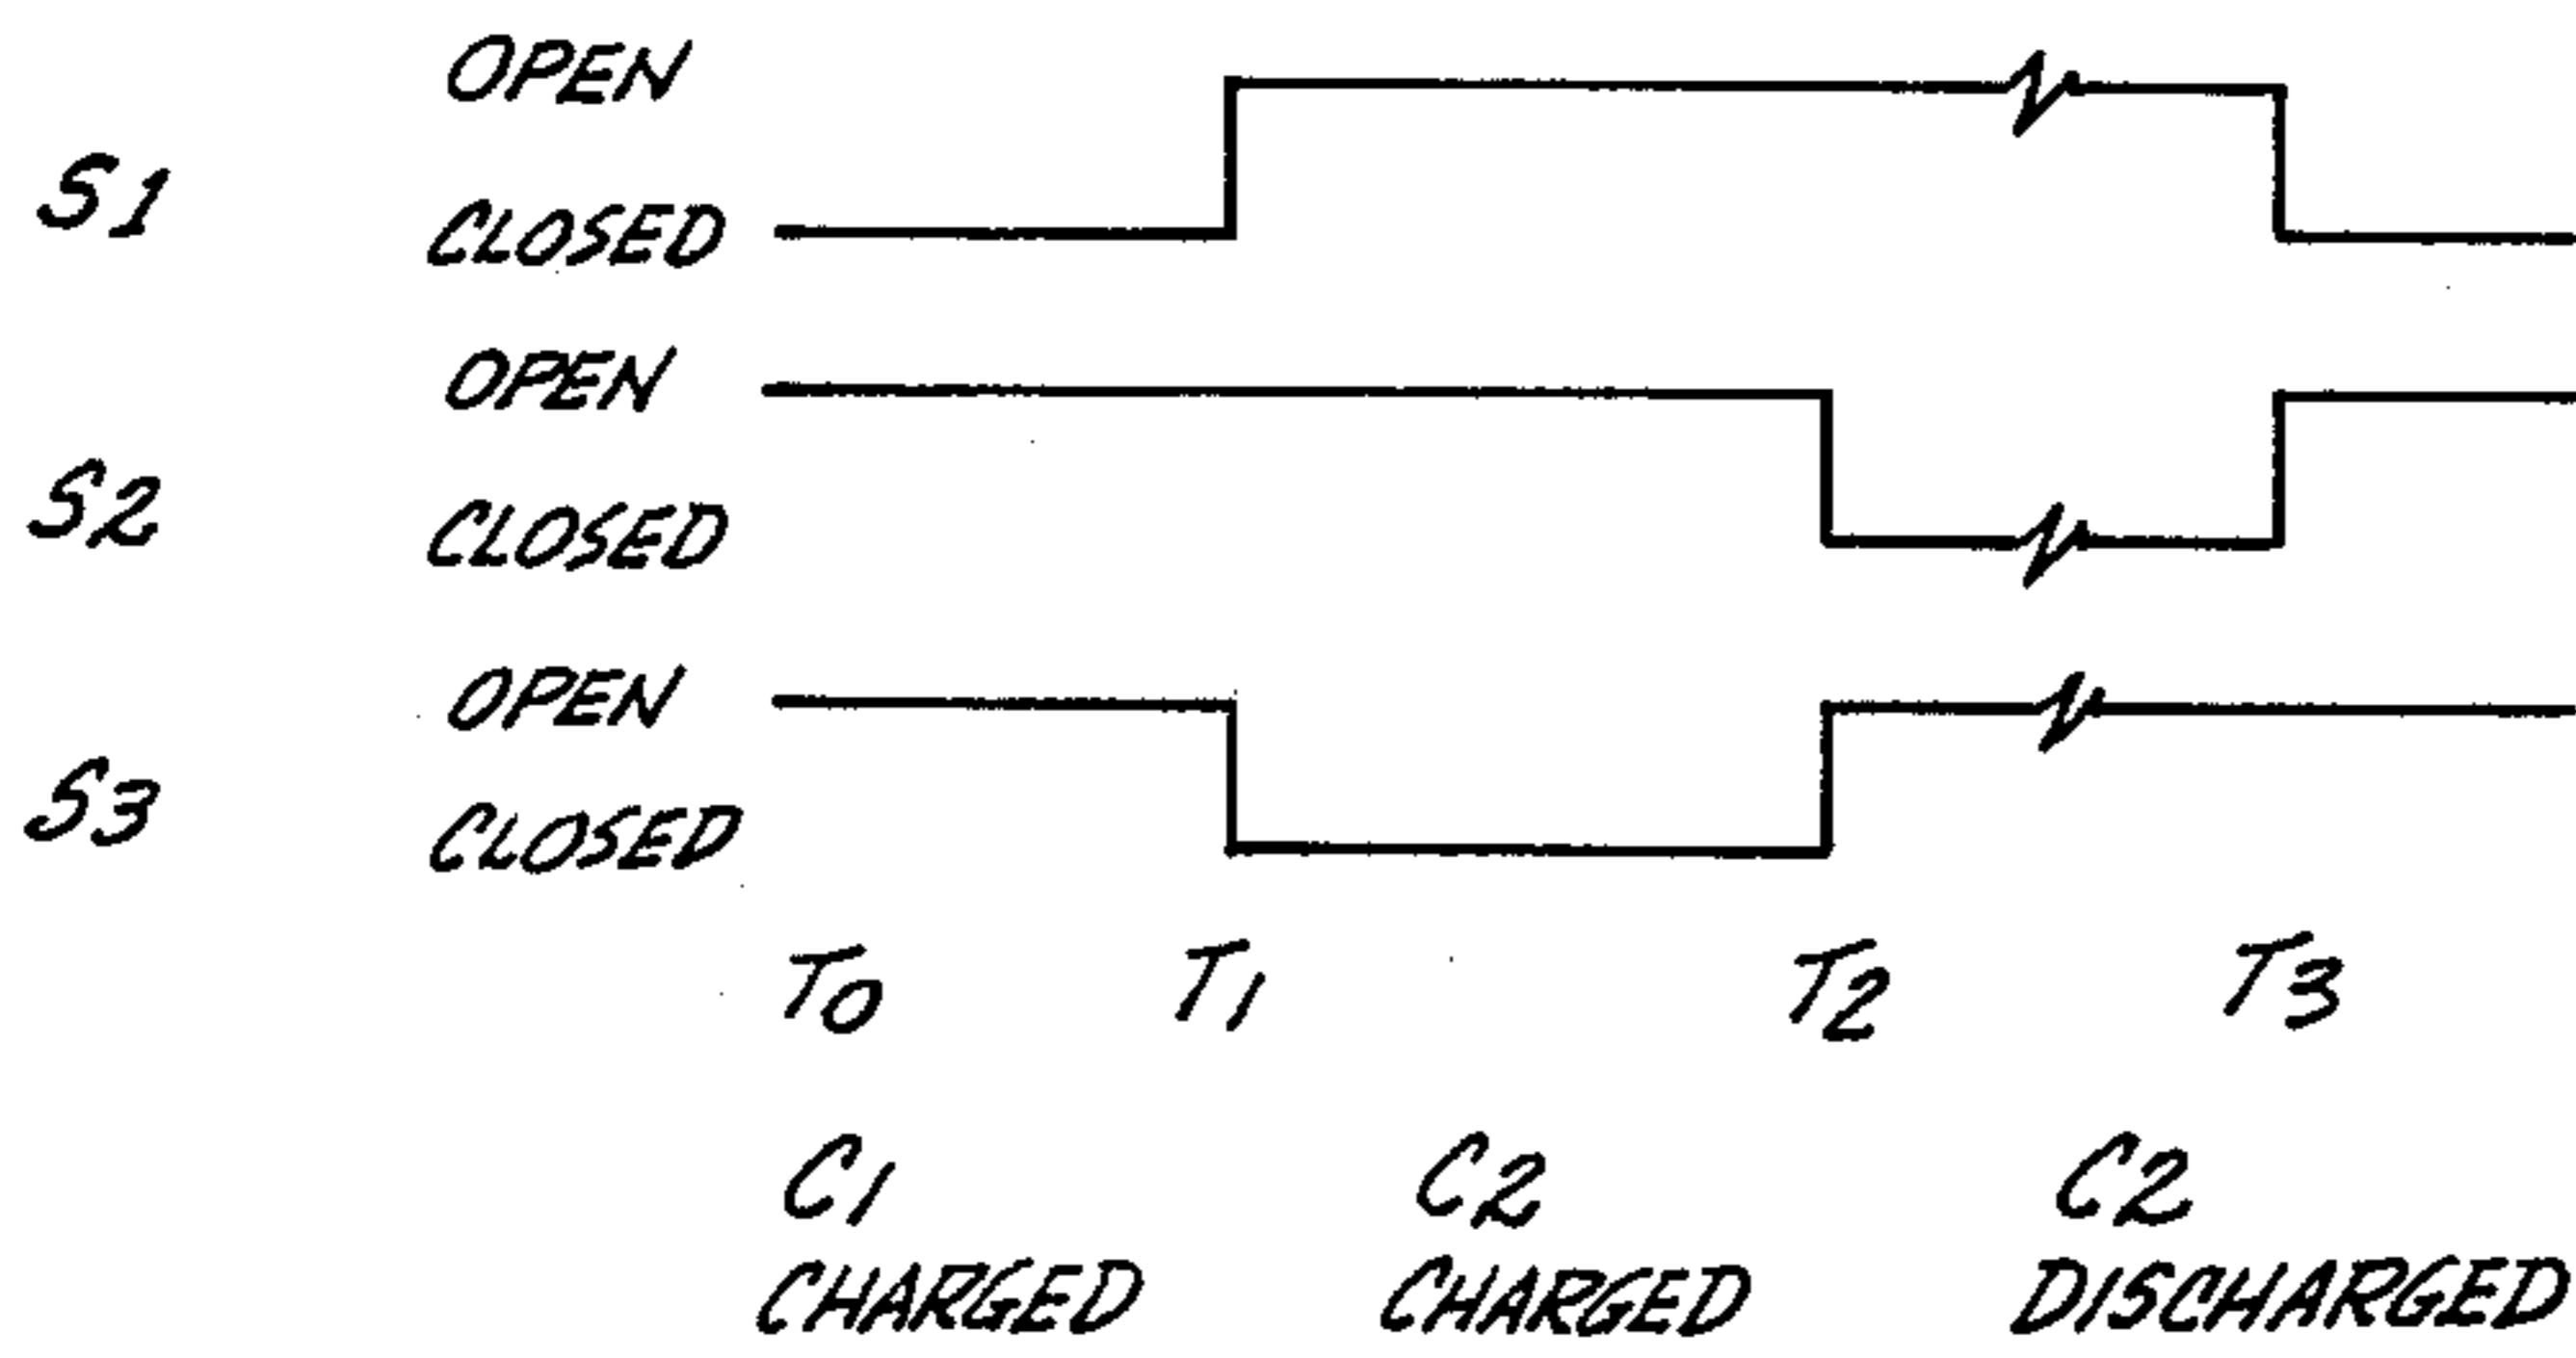 OPEN
S1
CLOSED
OPEN
S2
CLOSED
OPEN
S3
CLOSED
T0 T1 T2 T3
C1 C2 C2
CHARGED CHARGED DISCHARGED